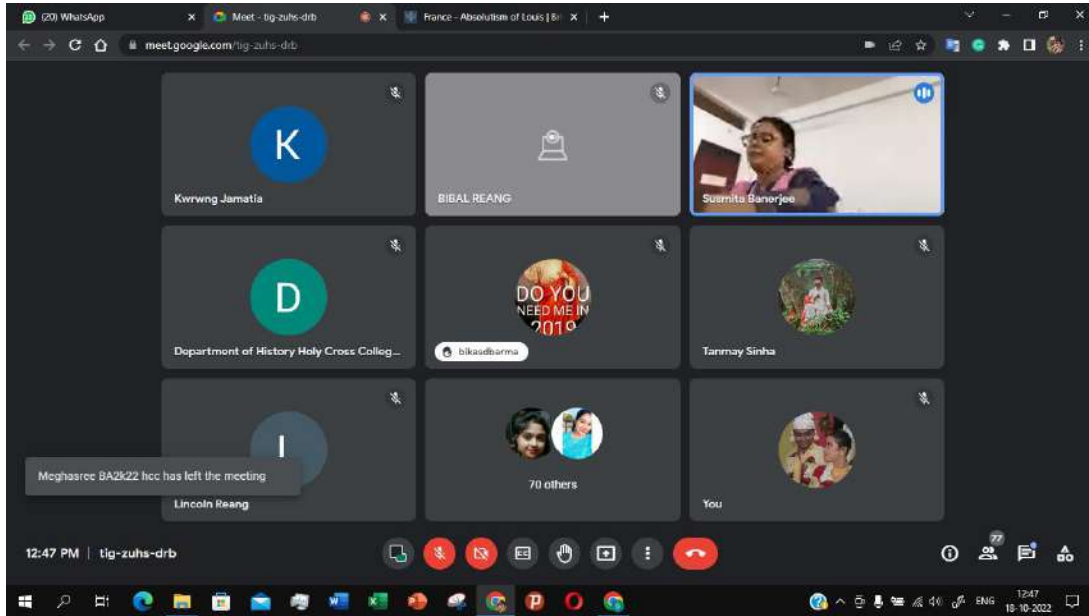 (20) WhatsApp
Meet - tig-zuhs-drb
France - Absolutism of Louis | Bri
meet.google.com/tig-zuhs-drb
K
Kwrwng Jamatia
BIBAL REANG
Susmita Banerjee
D
Department of History Holy Cross Colleg...
DO YOU
NEED ME IN
2019
bikasdbarma
Tanmay Sinha
L
Lincoln Reang
70 others
You
Meghasree BA2k22 hcc has left the meeting
12:47 PM | tig-zuhs-drb
77
ENG
12:47
18-10-2022